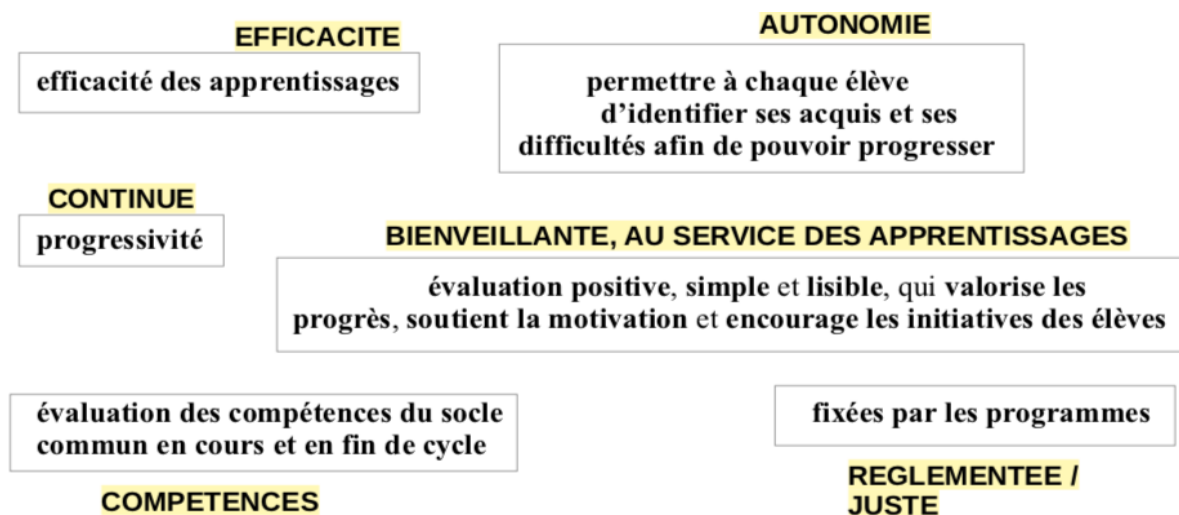 EFFICACITE
efficacité des apprentissages
AUTONOMIE
permettre à chaque élève
d’identifier ses acquis et ses
difficultés afin de pouvoir progresser
CONTINUE
progressivité
BIENVEILLANTE, AU SERVICE DES APPRENTISSAGES
évaluation positive, simple et lisible, qui valorise les
progrès, soutient la motivation et encourage les initiatives des élèves
évaluation des compétences du socle
commun en cours et en fin de cycle
COMPETENCES
fixées par les programmes
REGLEMENTEE /
JUSTE